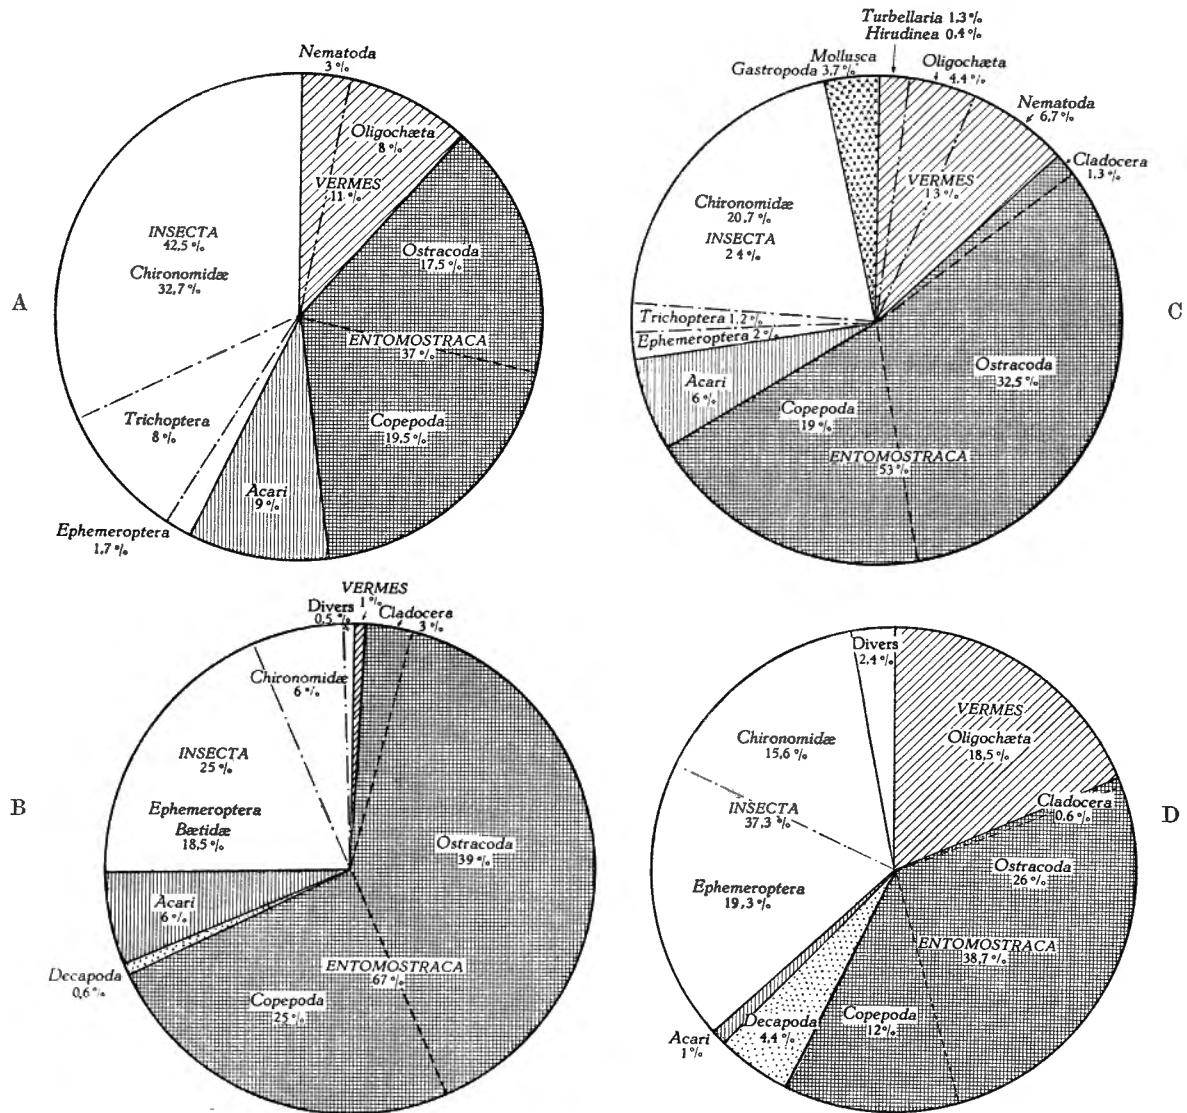 A
Nematoda
3 %
Oligochæta
8 %
VERMES
11 %
Ostracoda
17,5 %
ENTOMOSTRACA
37 %
Copepoda
19,5 %
Acari
9 %
Ephemeroptera
1,7 %
Trichoptera
8 %
INSECTA
42,5 %
Chironomidæ
32,7 %
C
Turbellaria 1,3 %
Hirudinea 0,4 %
Mollusca
Gastropoda 3,7 %
Oligochæta
4,4 %
Nematoda
6,7 %
Cladocera
1,3 %
VERMES
13 %
Chironomidæ
20,7 %
INSECTA
24 %
Trichoptera 1,2 %
Ephemeroptera 2 %
Acari
6 %
Copepoda
19 %
Ostracoda
32,5 %
ENTOMOSTRACA
53 %
B
VERMES
1 %
Divers
0,5 %
Cladocera
3 %
Chironomidæ
6 %
INSECTA
25 %
Ephemeroptera
Bætidæ
18,5 %
Ostracoda
39 %
Acari
6 %
Decapoda
0,6 %
ENTOMOSTRACA
67 %
Copepoda
25 %
D
Divers
2,4 %
VERMES
Oligochæta
18,5 %
Chironomidæ
15,6 %
INSECTA
37,3 %
Cladocera
0,6 %
Ostracoda
26 %
Ephemeroptera
19,3 %
ENTOMOSTRACA
38,7 %
Copepoda
12 %
Decapoda
4,4 %
Acari
1 %